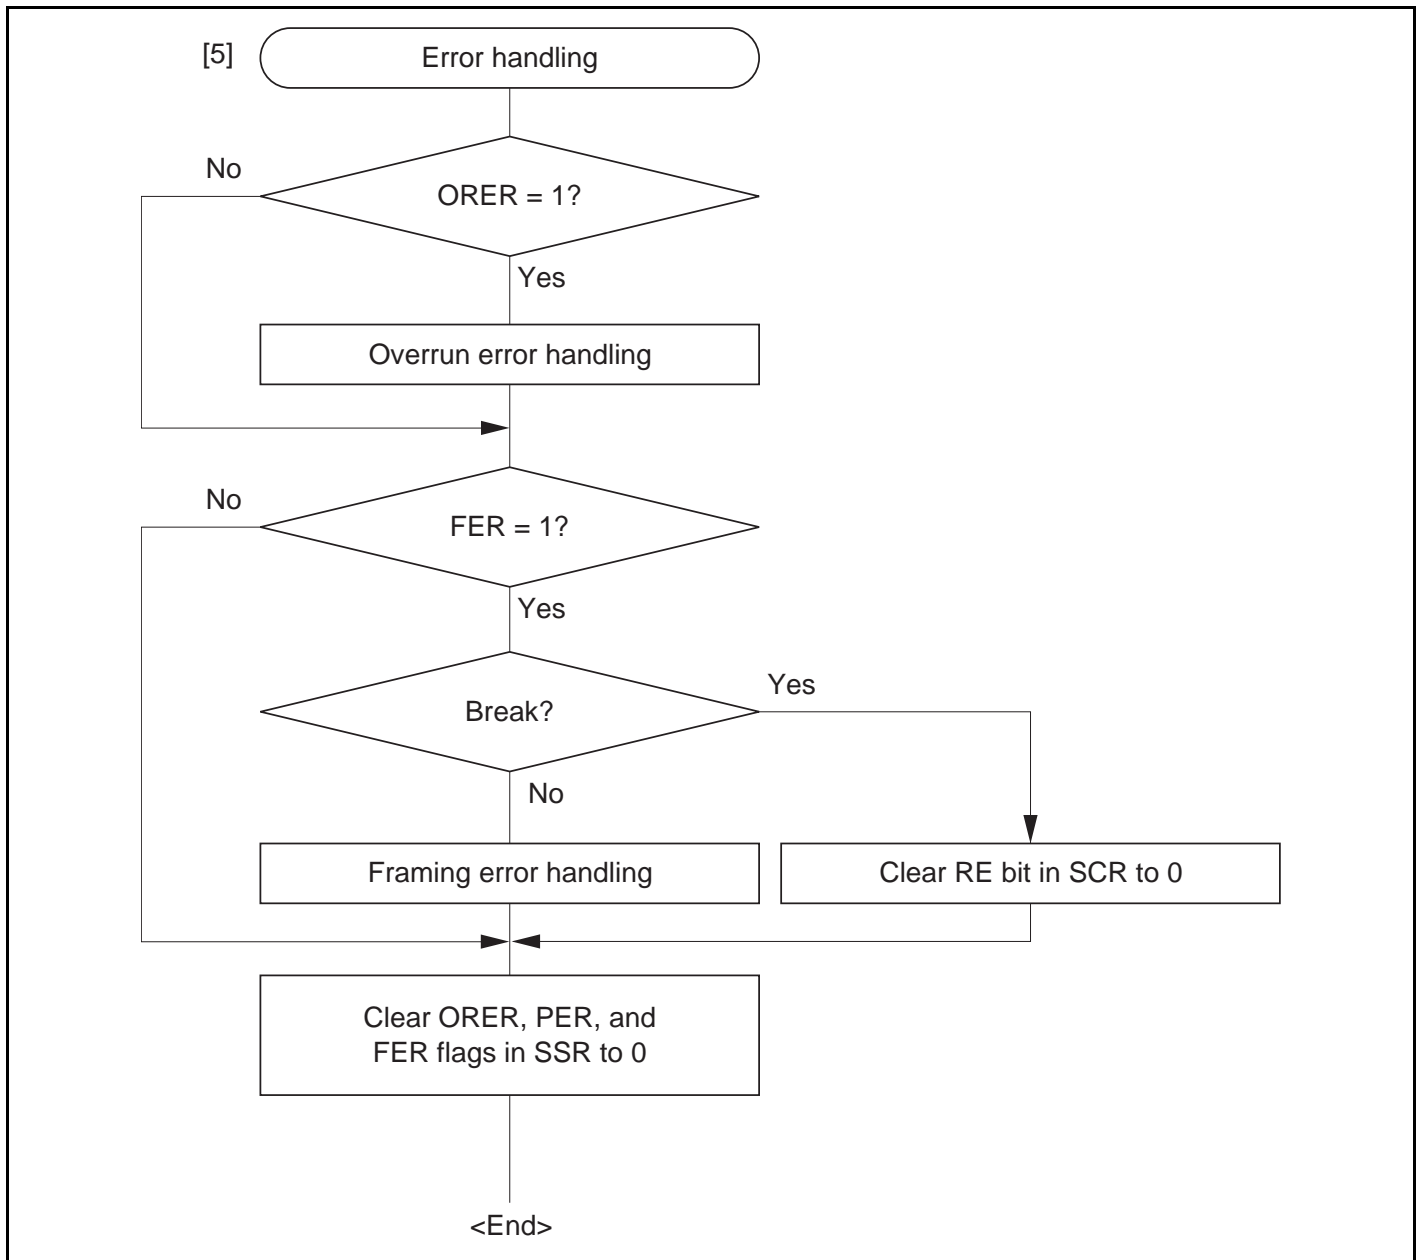 [5] Error handling
No
ORER = 1?
Yes
Overrun error handling
No
FER = 1?
Yes
Break?
Yes
No
Framing error handling
Clear RE bit in SCR to 0
Clear ORER, PER, and
FER flags in SSR to 0
<End>